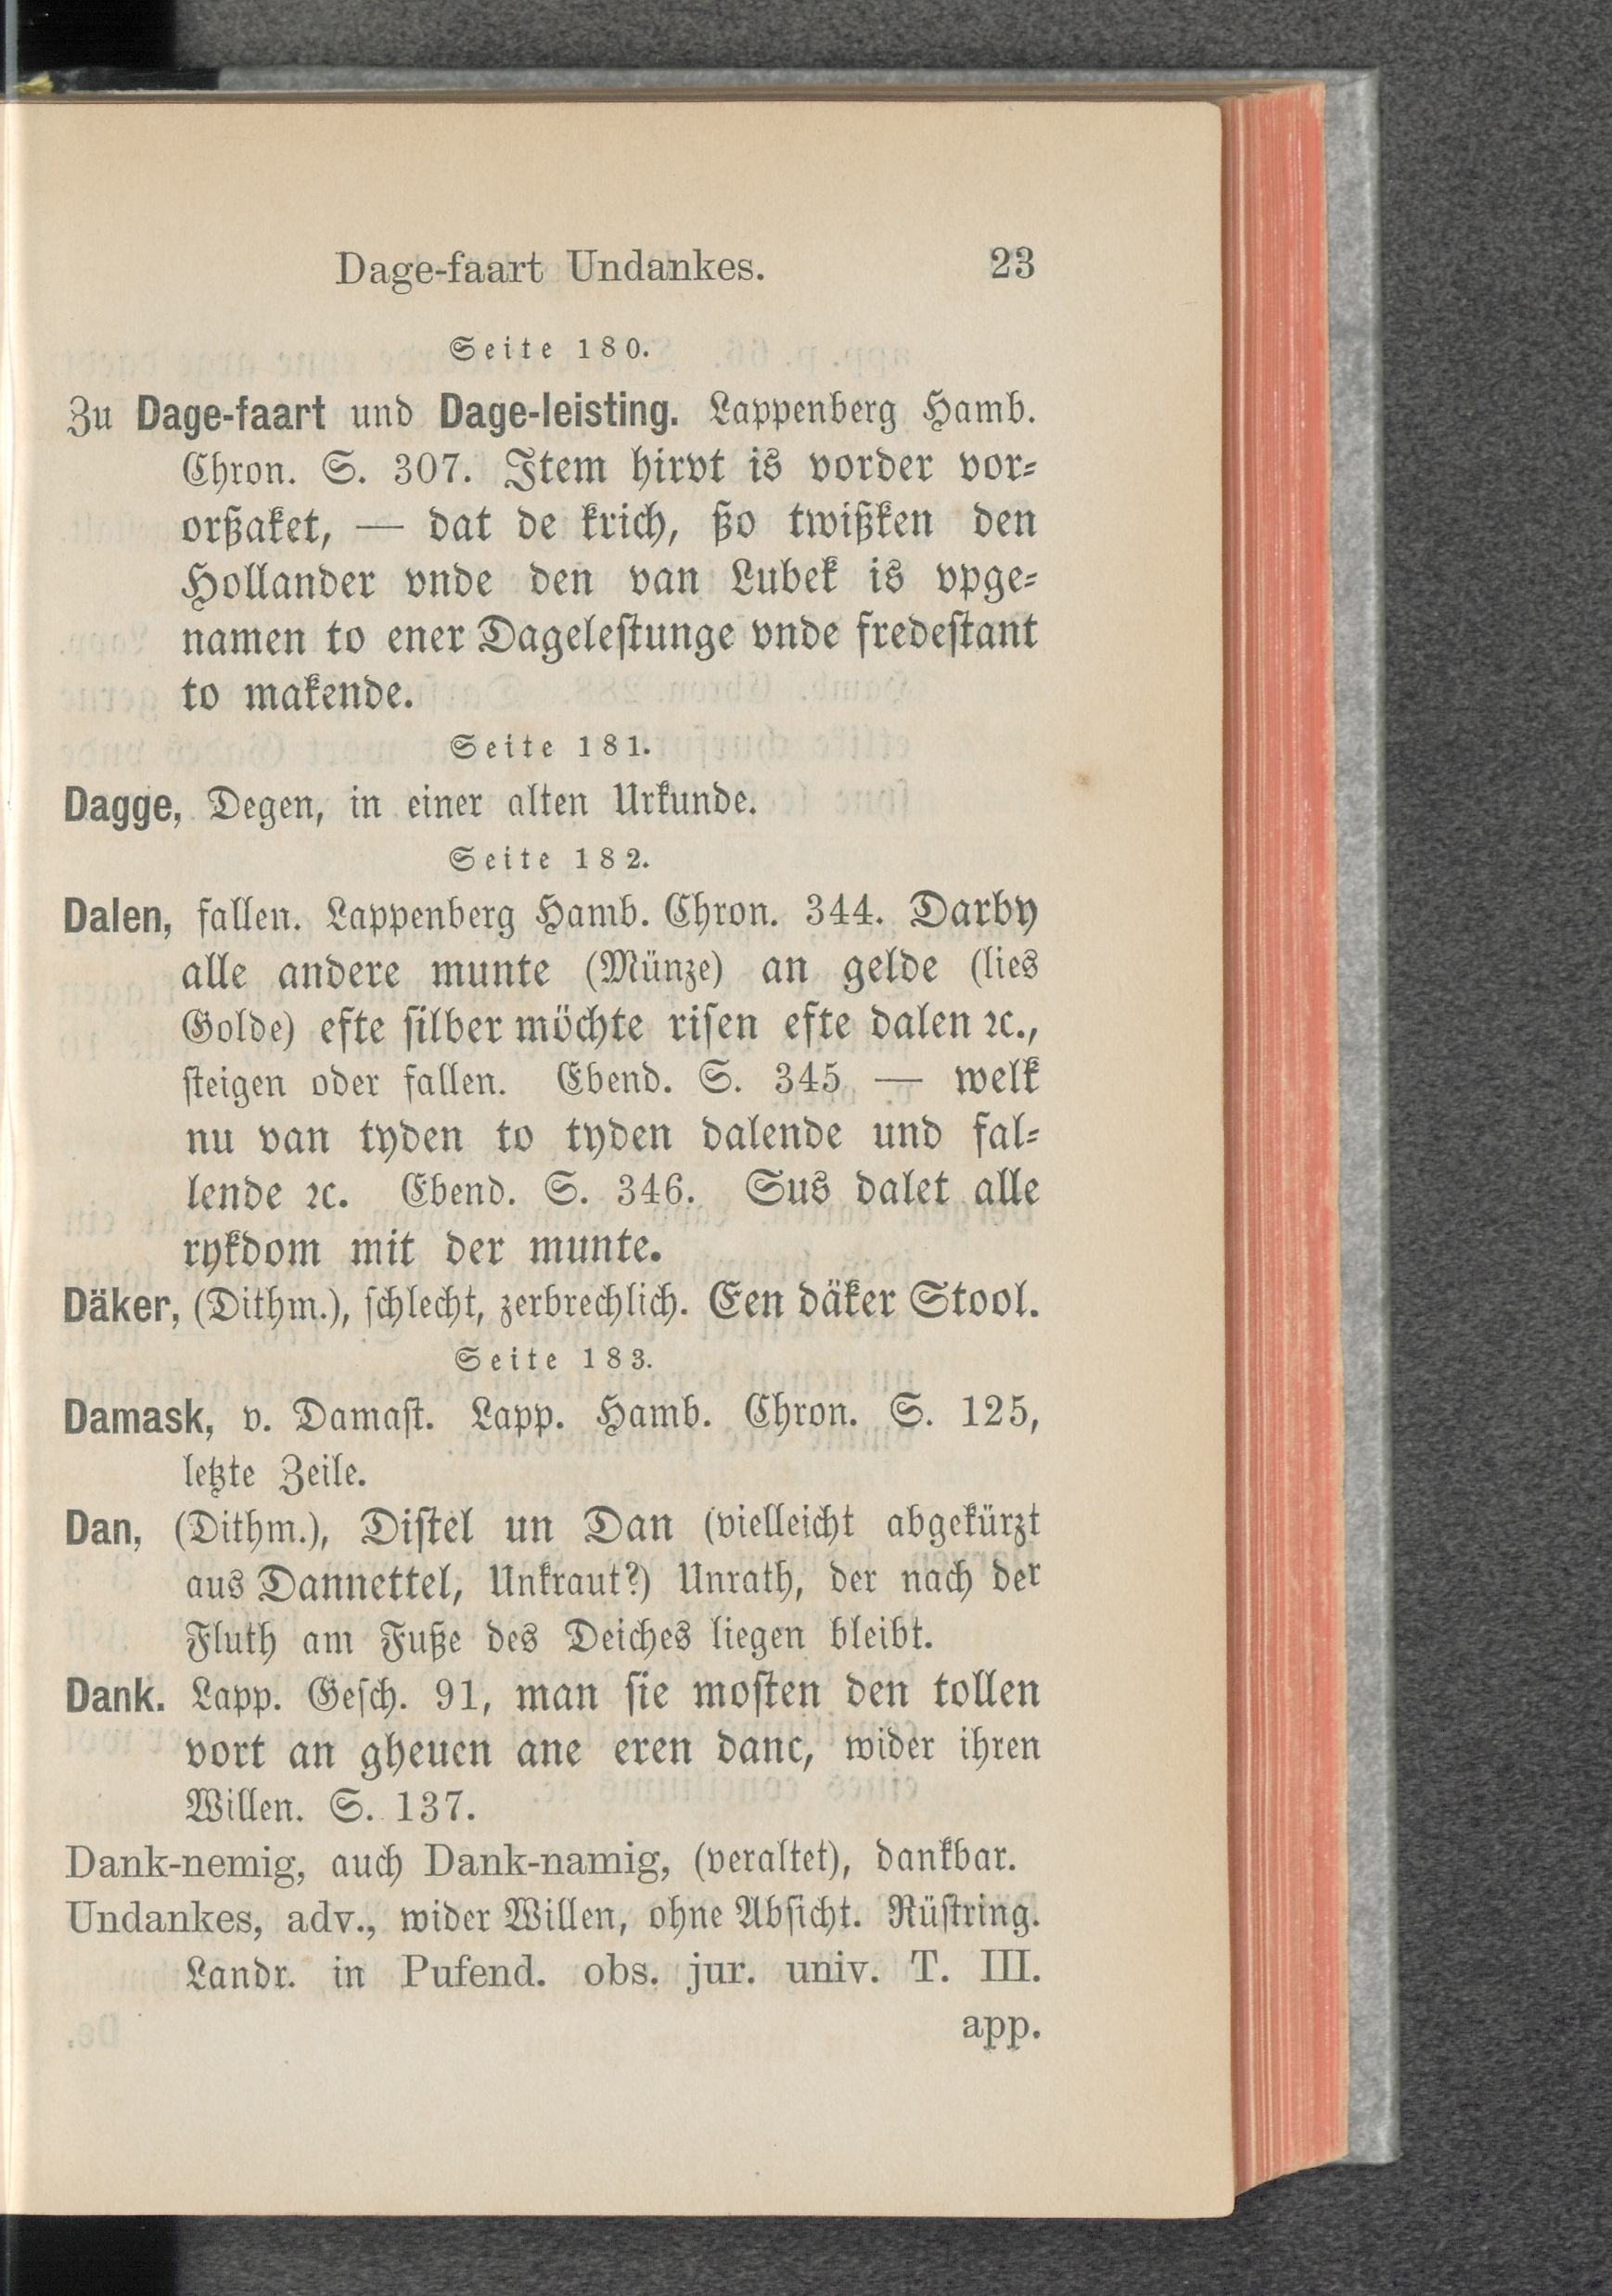 Dage-faart Undankes. 23
Seite 180.
Zu Dage-faart und Dage-leisting. Lappenberg Hamb.
Chron. S. 307. Item hirvt is vorder vor-
orßaket, — dat de krich, ßo twißken den
Hollander vnde den van Lubek is vpge-
namen to ener Dagelestunge vnde fredestant
to makende.
Seite 181.
Dagge, Degen, in einer alten Urkunde.
Seite 182.
Dalen, fallen. Lappenberg Hamb. Chron. 344. Darby
alle andere munte (Münze) an gelde (lies
Golde) efte silber möchte risen efte dalen ꝛc.,
steigen oder fallen. Ebend. S. 345 — welk
nu van tyden to tyden dalende und fal-
lende ꝛc. Ebend. S. 346. Sus dalet alle
rykdom mit der munte.
Däker, (Dithm.), schlecht, zerbrechlich. Een däker Stool.
Seite 183.
Damask, v. Damast. Lapp. Hamb. Chron. S. 125,
letzte Zeile.
Dan, (Dithm.), Distel un Dan (vielleicht abgekürzt
aus Dannettel, Unkraut?) Unrath, der nach der
Fluth am Fuße des Deiches liegen bleibt.
Dank. Lapp. Gesch. 91, man sie mosten den tollen
vort an gheuen ane eren danc, wider ihren
Willen. S. 137.
Dank-nemig, auch Dank-namig, (veraltet), dankbar.
Undankes, adv., wider Willen, ohne Absicht. Rüstring.
Landr. in Pufend. obs. jur. univ. T. III.
app.